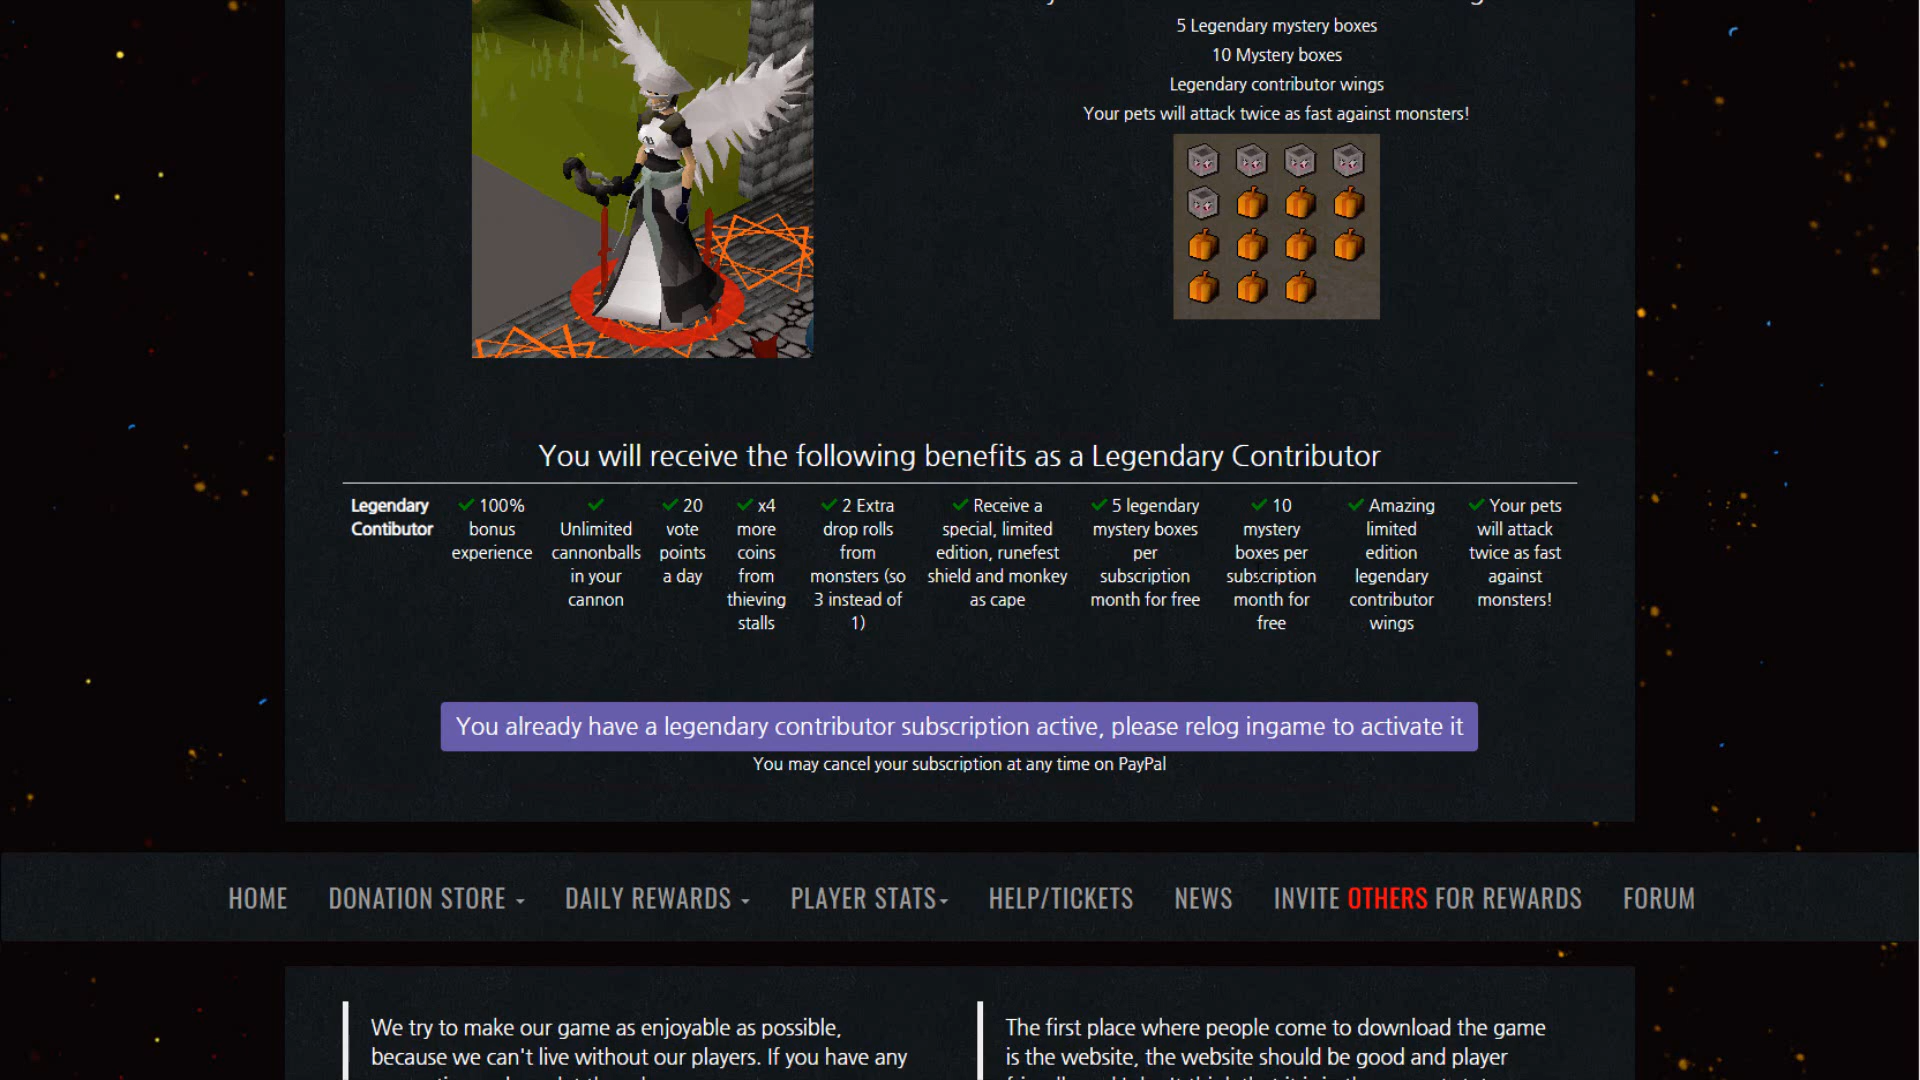 5 Legendary mystery boxes
10 Mystery boxes
Legendary contributor wings
Your pets will attack twice as fast against monsters!
You will receive the following benefits as a Legendary Contributor
Legendary
Contibutor
100%
bonus
experience
Unlimited
cannonballs
in your
cannon
20
vote
points
a day
x4
more
coins
from
thieving
stalls
2 Extra
drop rolls
from
monsters (so
3 instead of
1)
Receive a
special, limited
edition, runefest
shield and monkey
as cape
5 legendary
mystery boxes
per
subscription
month for free
10
mystery
boxes per
subscription
month for
free
Amazing
limited
edition
legendary
contributor
wings
Your pets
will attack
twice as fast
against
monsters!
You already have a legendary contributor subscription active, please relog ingame to activate it
You may cancel your subscription at any time on PayPal
HOME DONATION STORE DAILY REWARDS PLAYER STATS HELP/TICKETS NEWS INVITE OTHERS FOR REWARDS FORUM
We try to make our game as enjoyable as possible,
because we can't live without our players. If you have any
The first place where people come to download the game
is the website, the website should be good and player